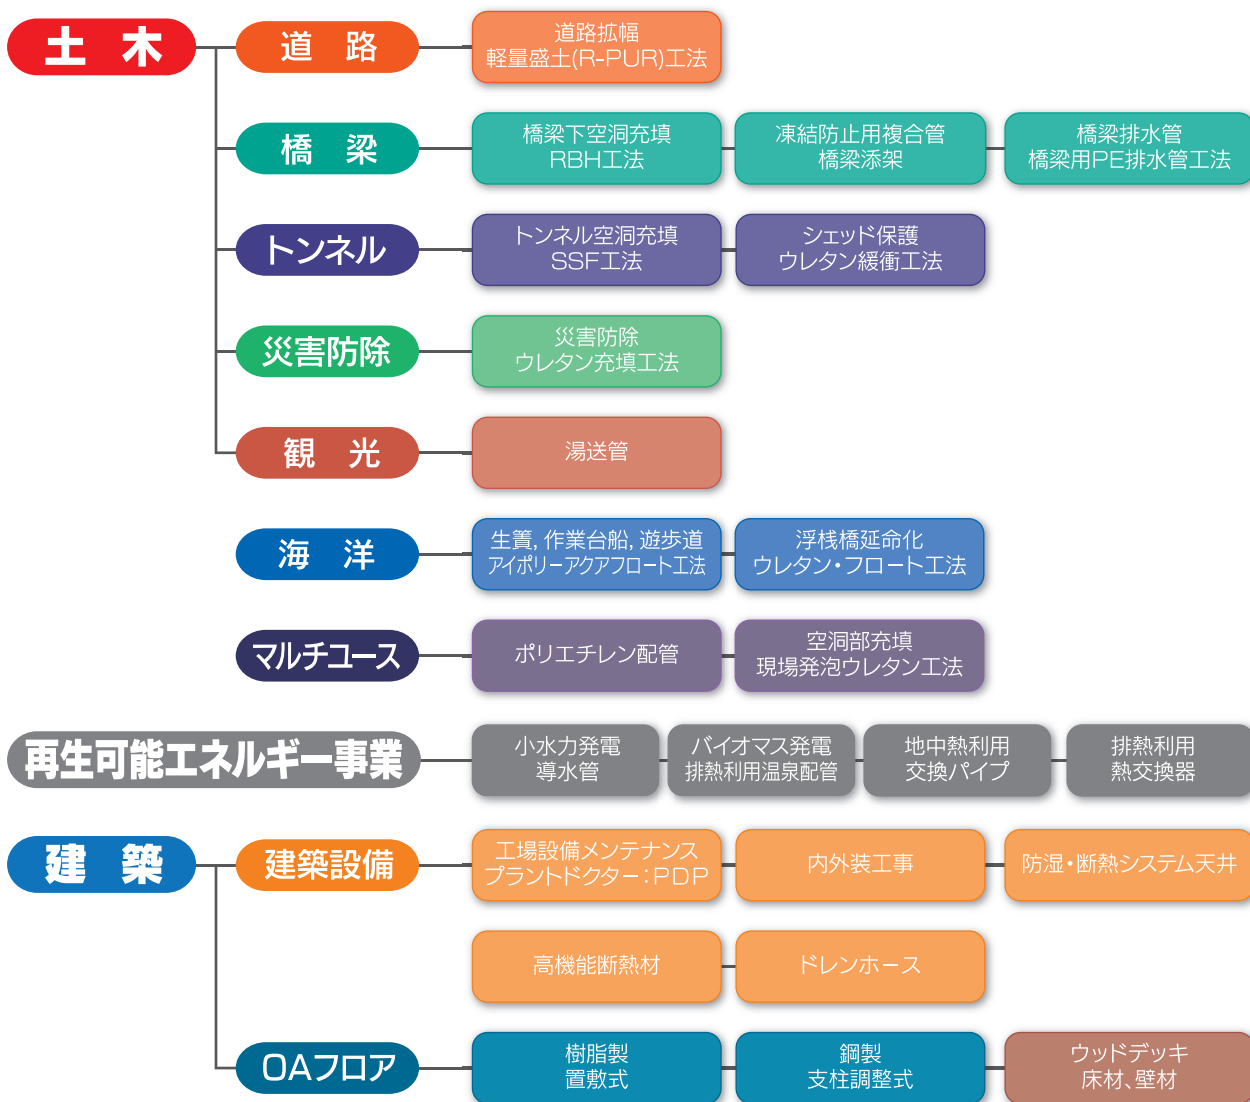 土 木
道 路
道路拡幅
軽量盛土(R-PUR)工法
橋 梁
橋梁下空洞充填
RBH工法
凍結防止用複合管
橋梁添架
橋梁排水管
橋梁用PE排水管工法
トンネル
トンネル空洞充填
SSF工法
シェッド保護
ウレタン緩衝工法
災害防除
災害防除
ウレタン充填工法
観 光
湯送管
海 洋
生簀,作業台船,遊歩道
アイポリーアクアフロート工法
浮桟橋延命化
ウレタン・フロート工法
マルチユース
ポリエチレン配管
空洞部充填
現場発泡ウレタン工法
再生可能エネルギー事業
小水力発電
導水管
バイオマス発電
排熱利用温泉配管
地中熱利用
交換パイプ
排熱利用
熱交換器
建 築
建築設備
工場設備メンテナンス
プラントドクター:PDP
内外装工事
防湿・断熱システム天井
高機能断熱材
ドレンホース
OAフロア
樹脂製
置敷式
鋼製
支柱調整式
ウッドデッキ
床材、壁材